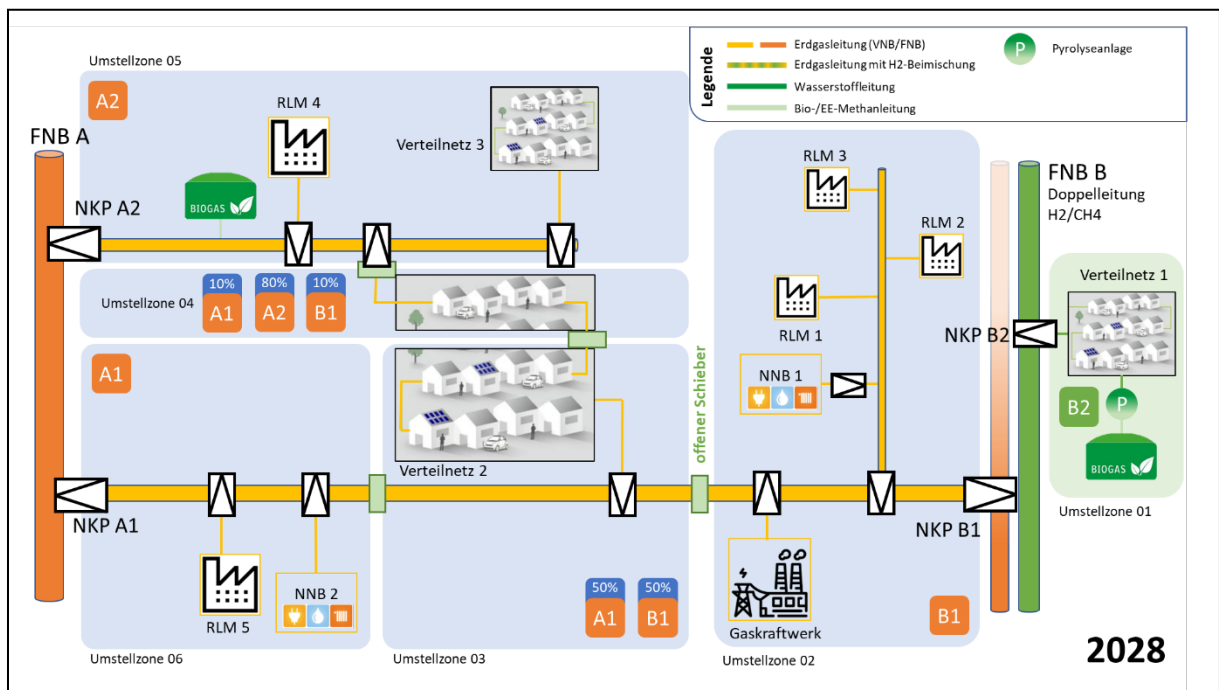 Umstellzone 05
A2
FNB A
NKP A2
BIOGAS
RLM 4
Verteilnetz 3
Legende
Erdgasleitung (VNB/FNB)
Erdgasleitung mit H2-Beimischung
Wasserstoffleitung
Bio-/EE-Methanleitung
P
Pyrolyseanlage
Umstellzone 04
10%
A1
80%
A2
10%
B1
A1
NKP A1
RLM 5
NNB 2
Umstellzone 06
Verteilnetz 2
50%
A1
50%
B1
Umstellzone 03
offener Schieber
RLM 3
RLM 2
RLM 1
NNB 1
Gaskraftwerk
NKP B1
B1
Umstellzone 02
FNB B
Doppelleitung
H2/CH4
NKP B2
Verteilnetz 1
B2
P
BIOGAS
Umstellzone 01
2028